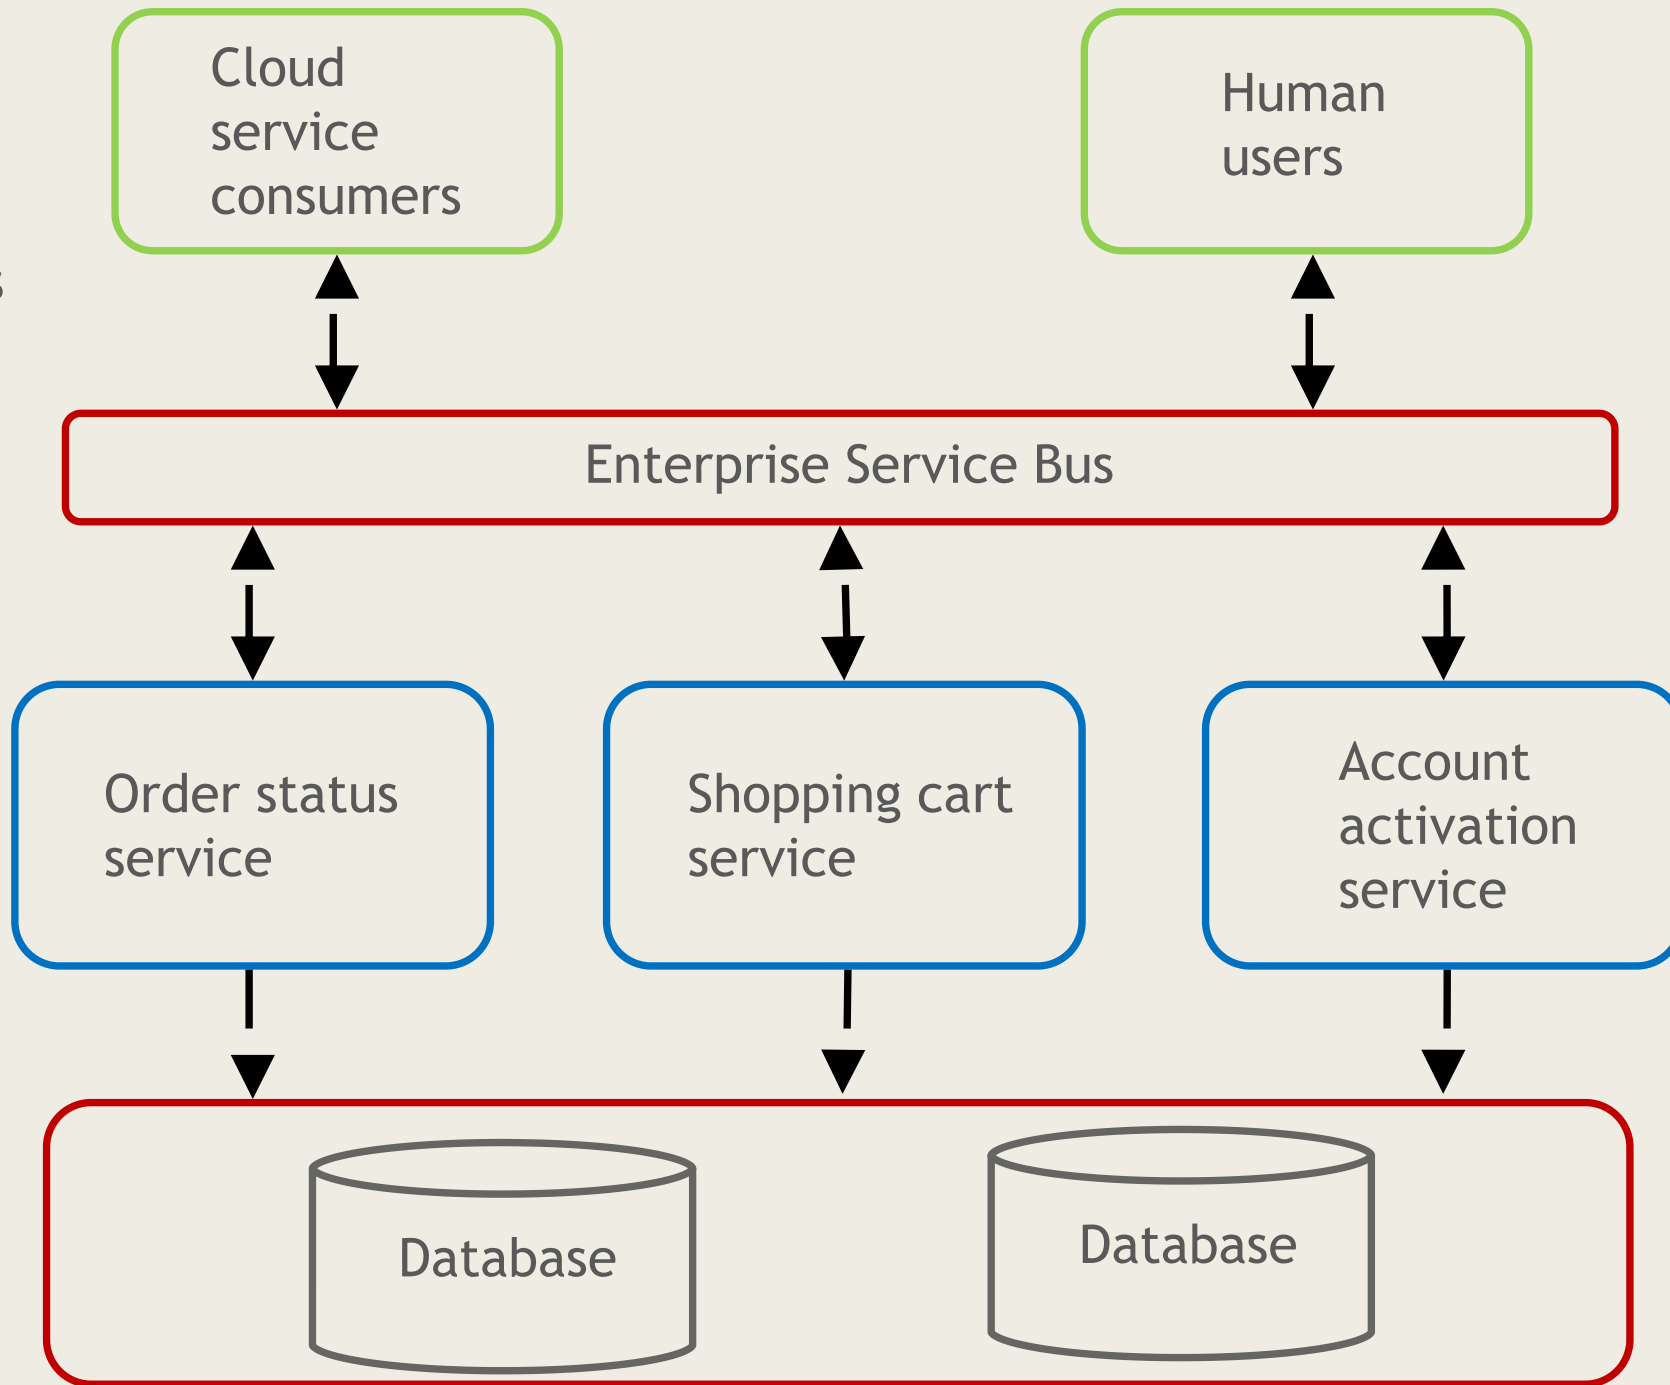 Cloud
service
consumers
Human
users
Enterprise Service Bus
Order status
service
Shopping cart
service
Account
activation
service
Database
Database